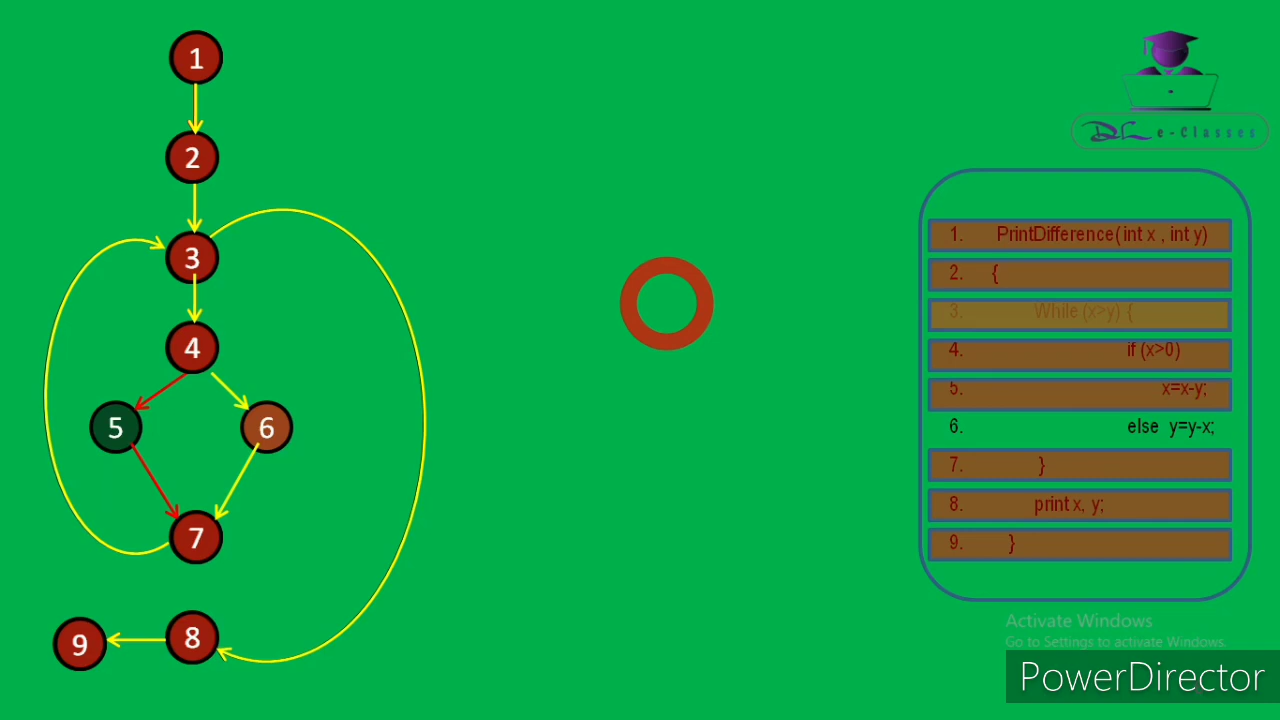 1
2
3
4
5
6
7
8
9
DL e-Classes
1. PrintDifference( int x , int y)
2. {
3. While (x>y) {
4. if (x>0)
5. x=x-y;
6. else y=y-x;
7. }
8. print x, y;
9. }
Activate Windows
Go to Settings to activate Windows.
PowerDirector